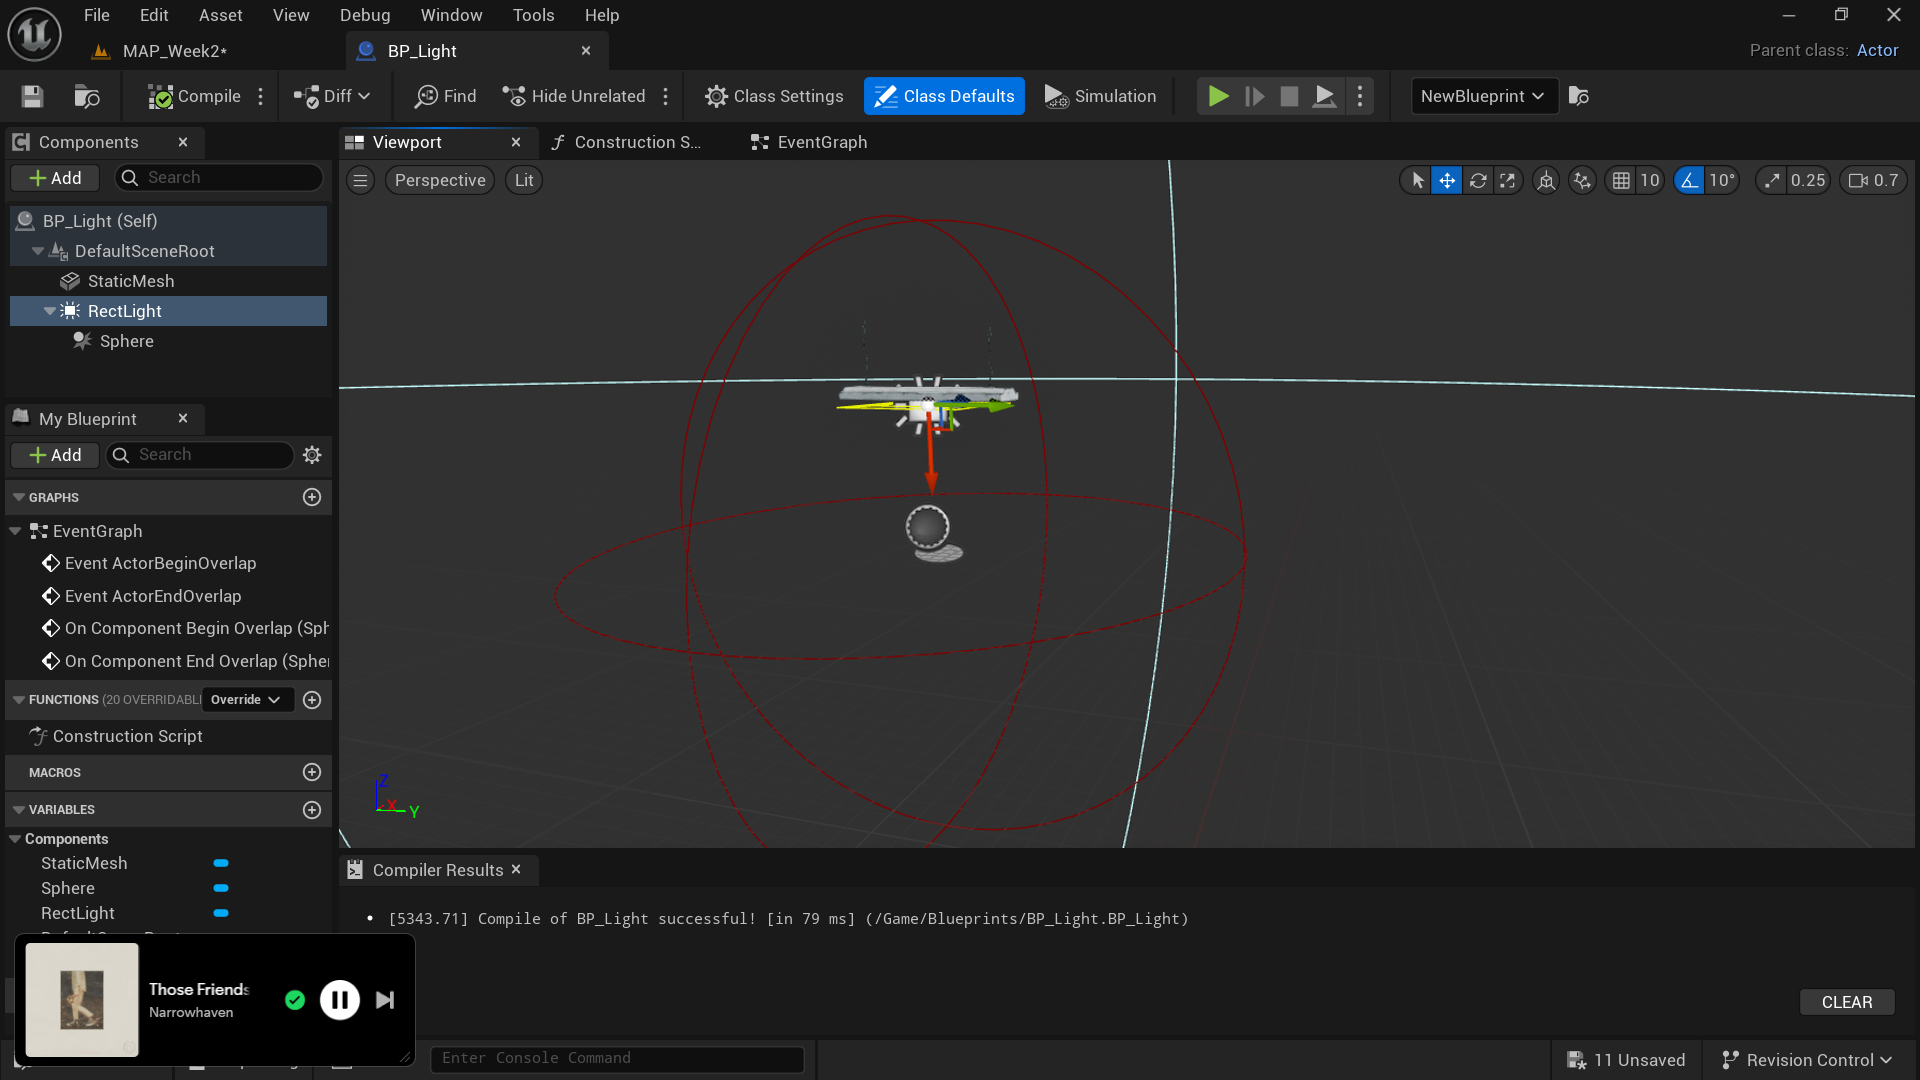 File Edit Asset View Debug Window Tools Help
MAP_Week2*
BP_Light
Parent class: Actor
Compile
Diff
Find
Hide Unrelated
Class Settings
Class Defaults
Simulation
NewBlueprint
Components
Viewport
Construction S...
EventGraph
Add
Search
Perspective
Lit
10
10°
0.25
0.7
BP_Light (Self)
DefaultSceneRoot
StaticMesh
RectLight
Sphere
My Blueprint
Add
Search
GRAPHS
EventGraph
Event ActorBeginOverlap
Event ActorEndOverlap
On Component Begin Overlap (Sph
On Component End Overlap (Sphe
FUNCTIONS (20 OVERRIDABL
Override
Construction Script
MACROS
VARIABLES
Components
StaticMesh
Sphere
RectLight
Z
X
Y
Compiler Results
[5343.71] Compile of BP_Light successful! [in 79 ms] (/Game/Blueprints/BP_Light.BP_Light)
CLEAR
Those Friends
Narrowhaven
Enter Console Command
11 Unsaved
Revision Control